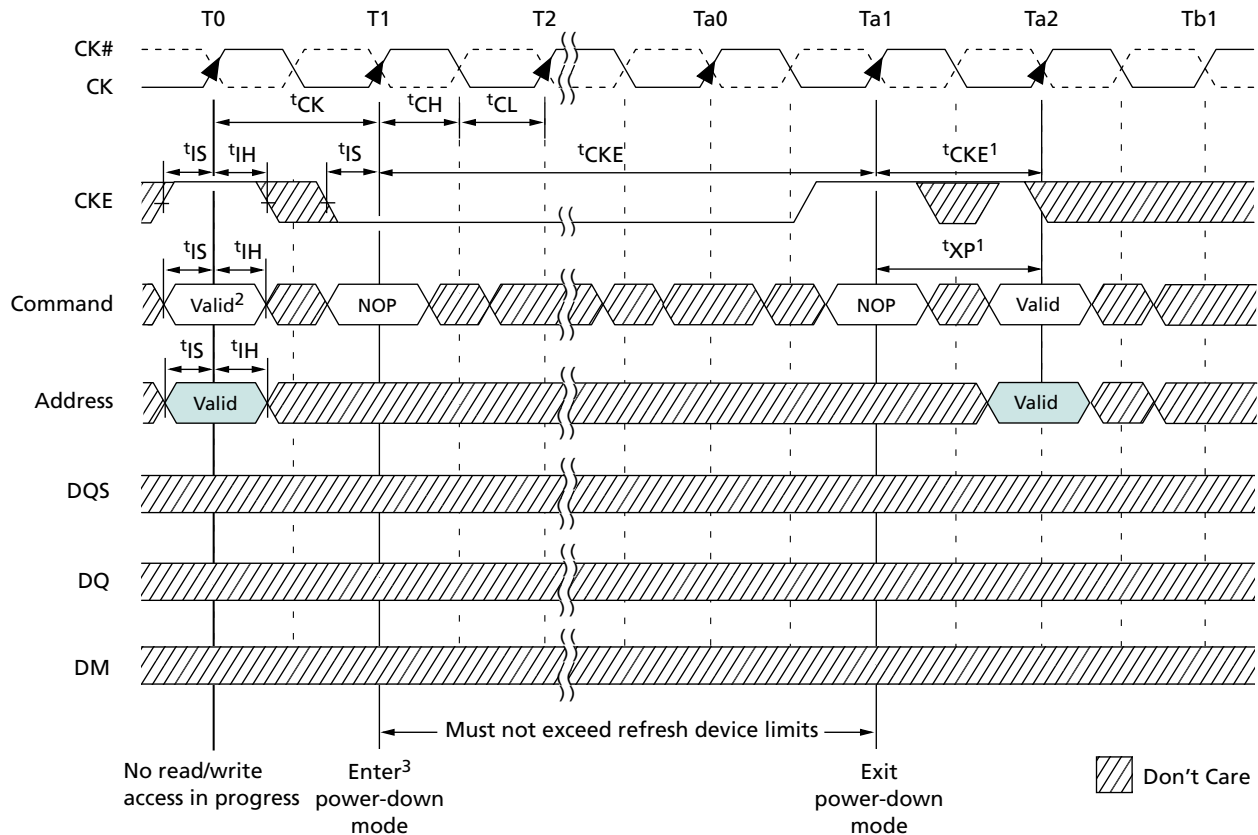 T0 T1 T2 Ta0 Ta1 Ta2 Tb1
CK#
CK
tCK tCH tCL
tIS tIH tIS tCKE tCKE1
CKE
tIS tIH tXP1
Command Valid2 NOP NOP Valid
tIS tIH
Address Valid Valid
DQS
DQ
DM
Must not exceed refresh device limits
No read/write
access in progress
Enter3
power-down
mode
Exit
power-down
mode
Don't Care